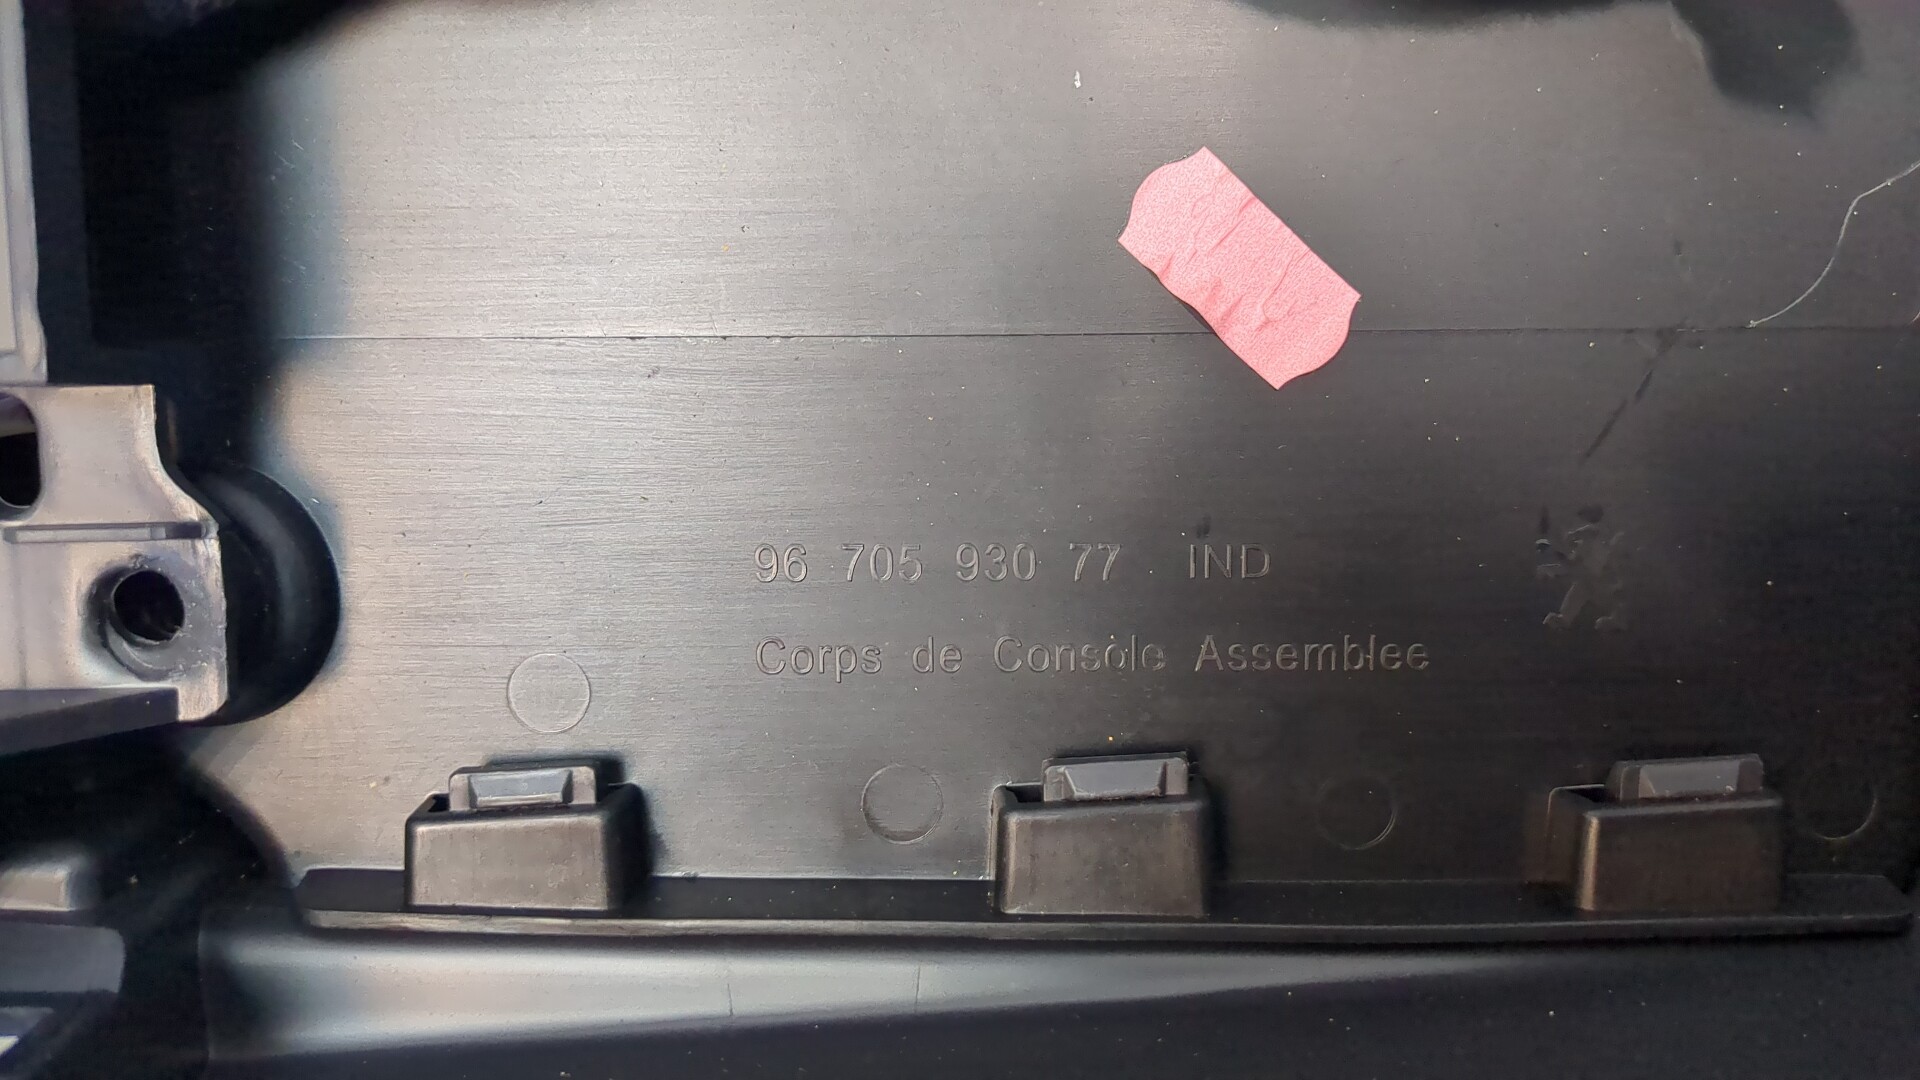 96 705 930 77 IND
Corps de Console Assemblee